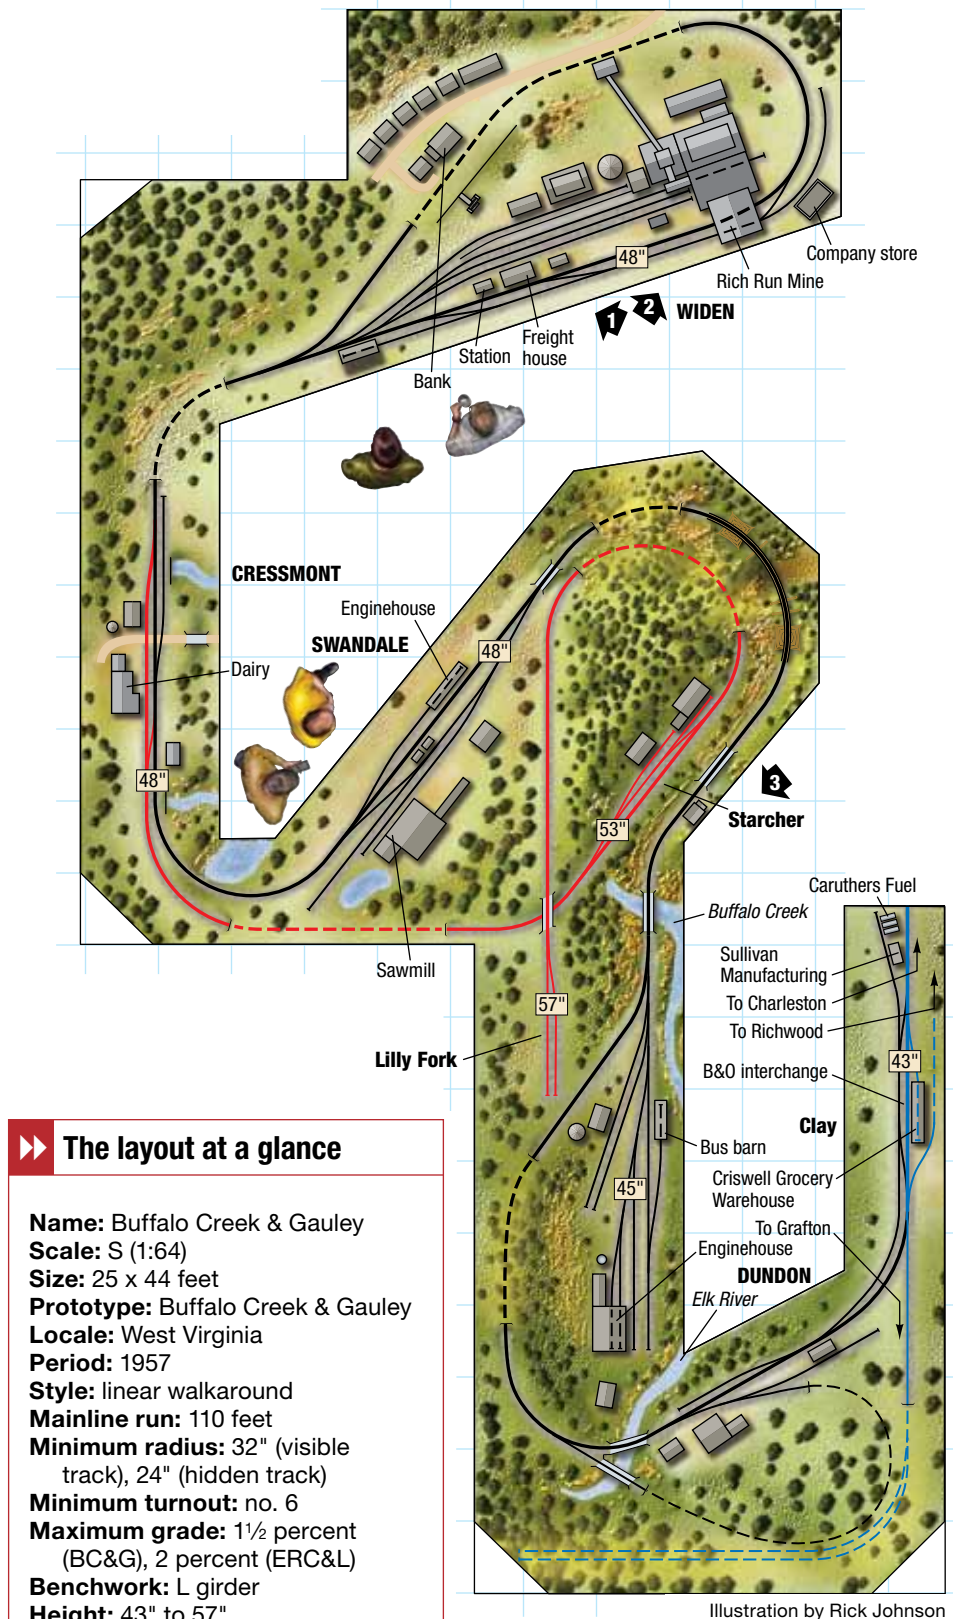 48"
Company store
Rich Run Mine
1
2
WIDEN
Freight
house
Station
Bank
CRESSMONT
Enginehouse
SWANDALE
48"
Dairy
48"
3
Starcher
53"
Caruthers Fuel
Buffalo Creek
Sullivan
Manufacturing
To Charleston
Sawmill
57"
To Richwood
Lilly Fork
43"
B&O interchange
Clay
Bus barn
Criswell Grocery
Warehouse
45"
To Grafton
Enginehouse
DUNDON
Elk River
The layout at a glance
Name: Buffalo Creek & Gauley
Scale: S (1:64)
Size: 25 x 44 feet
Prototype: Buffalo Creek & Gauley
Locale: West Virginia
Period: 1957
Style: linear walkaround
Mainline run: 110 feet
Minimum radius: 32" (visible
track), 24" (hidden track)
Minimum turnout: no. 6
Maximum grade: 1½ percent
(BC&G), 2 percent (ERC&L)
Benchwork: L girder
Height: 43" to 57"
Illustration by Rick Johnson